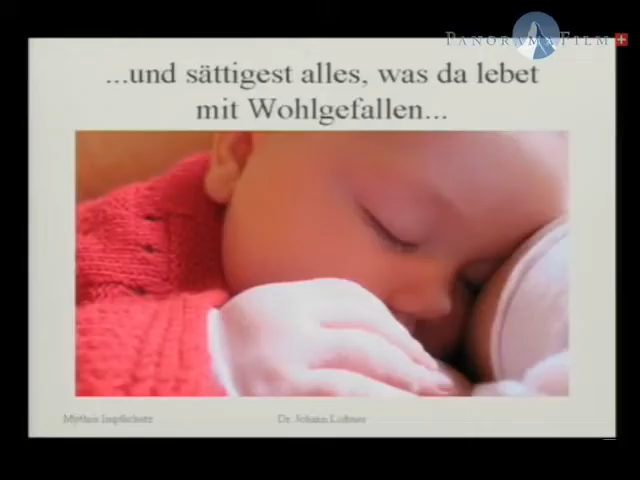 PANORAMA FILM
...und sättigest alles, was da lebet
mit Wohlgefallen...
Mythos Impfschutz
Dr. Johann Loibner